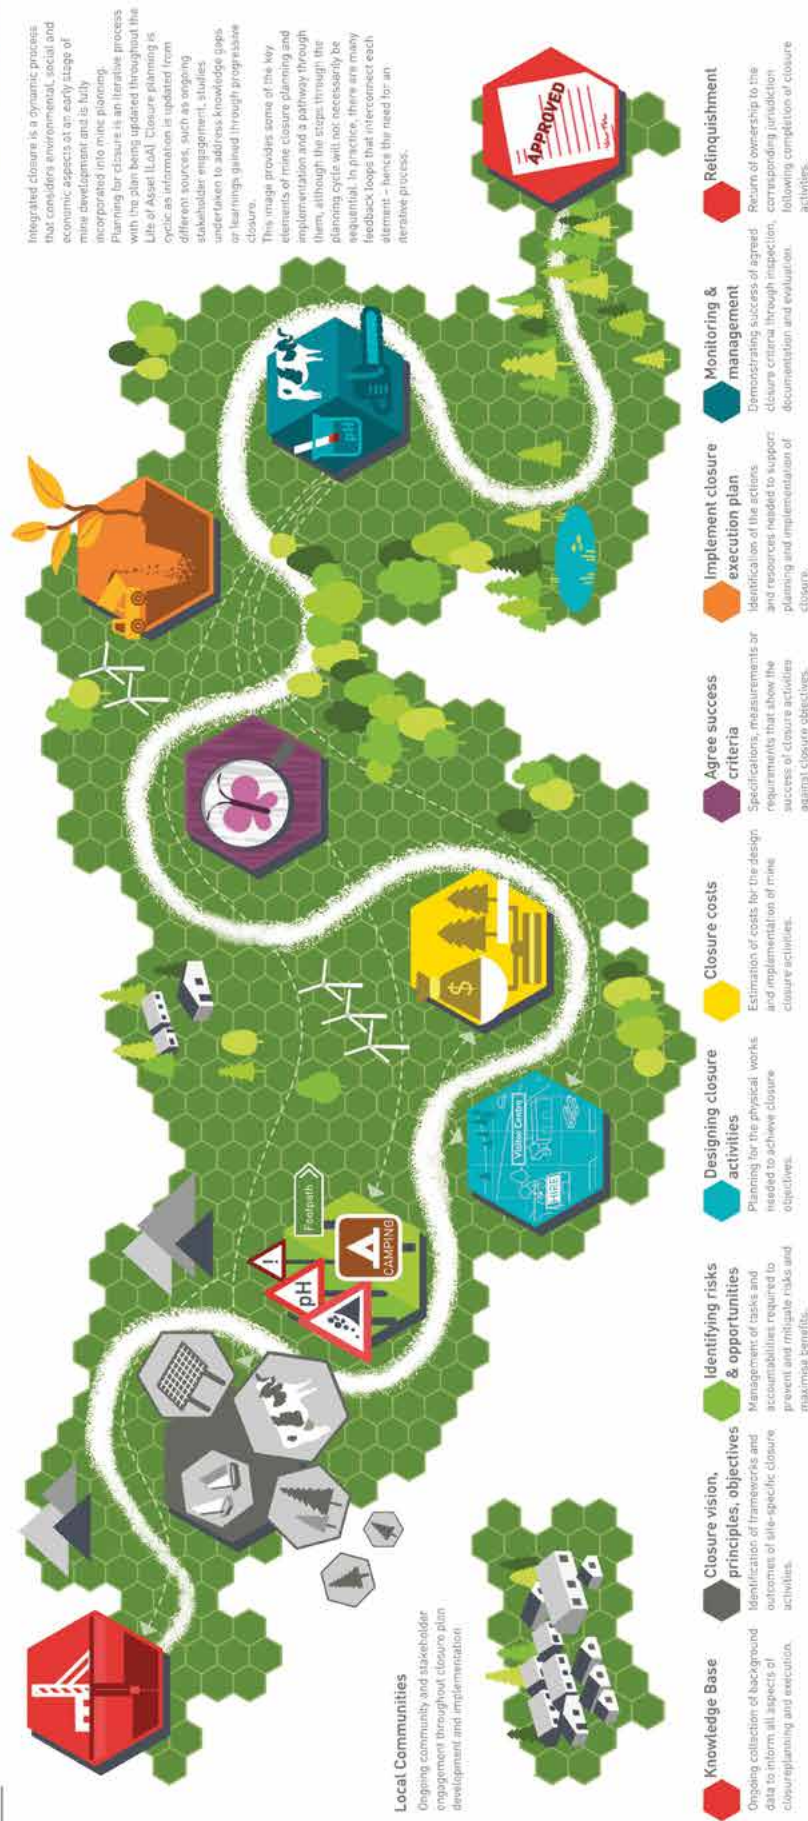 Integrated closure is a dynamic process
that considers environmental, social and
economic aspects at an early stage of
mine development and is fully
incorporated into mine planning.
Planning for closure is an iterative process
with the plan being updated throughout the
Life of Asset (LoA). Closure planning is
cyclic as information is updated from
different sources, such as ongoing
stakeholder engagement, studies
undertaken to address knowledge gaps
or learnings gained through progressive
closure.
This image provides some of the key
elements of mine closure planning and
implementation and a pathway through
them, although the steps through the
planning cycle will not necessarily be
sequential. In practice, there are many
feedback loops that interconnect each
element – hence the need for an
iterative process.
Footpath
!
pH
CAMPING
Visitor Centre
HIRE
$
pH
APPROVED
Local Communities
Ongoing community and stakeholder
engagement throughout closure plan
development and implementation
Knowledge Base
Ongoing collection of background
data to inform all aspects of
closureplanning and execution.
Closure vision,
principles, objectives
Identification of frameworks and
outcomes of site-specific closure
activities.
Identifying risks
& opportunities
Management of tasks and
accountabilities required to
prevent and mitigate risks and
maximise benefits.
Designing closure
activities
Planning for the physical works
needed to achieve closure
objectives.
Closure costs
Estimation of costs for the design
and implementation of mine
closure activities.
Agree success
criteria
Specifications, measurements or
requirements that show the
success of closure activities
against closure objectives.
Implement closure
execution plan
Identification of the actions
and resources needed to support
planning and implementation of
closure.
Monitoring &
management
Demonstrating success of agreed
closure criteria through inspection,
documentation and evaluation.
Relinquishment
Return of ownership to the
corresponding jurisdiction
following completion of closure
activities.